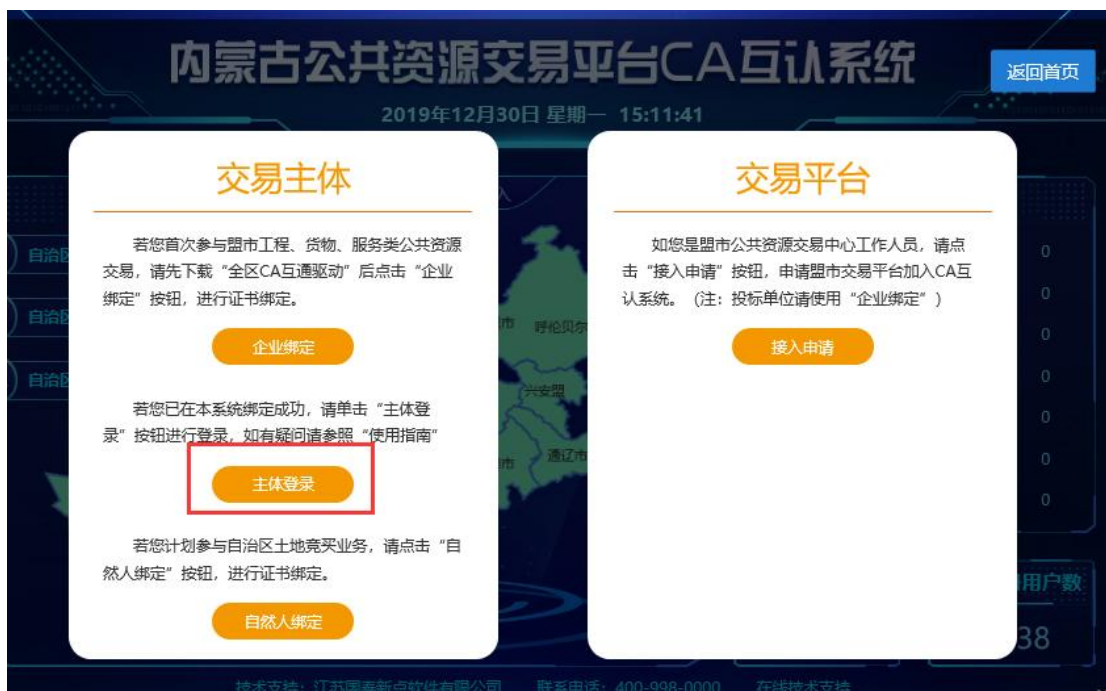 内蒙古公共资源交易平台CA互认系统
返回首页
2019年12月30日 星期一 15:11:41
交易主体
若您首次参与盟市工程、货物、服务类公共资源
交易，请先下载“全区CA互通驱动”后点击“企业
绑定”按钮，进行证书绑定。
企业绑定
若您已在本系统绑定成功，请单击“主体登
录”按钮进行登录，如有疑问请参照“使用指南”
主体登录
若您计划参与自治区土地竞买业务，请点击“自
然人绑定”按钮，进行证书绑定。
自然人绑定
交易平台
如您是盟市公共资源交易中心工作人员，请点
击“接入申请”按钮，申请盟市交易平台加入CA互
认系统。（注：投标单位请使用“企业绑定”）
接入申请
自治区
自治区
自治区
市
呼伦贝尔
兴安盟
市
通辽市
0
0
0
0
0
0
0
用户数
38
技术支持：江苏国泰新点软件有限公司 联系电话：400-998-0000 在线技术支持